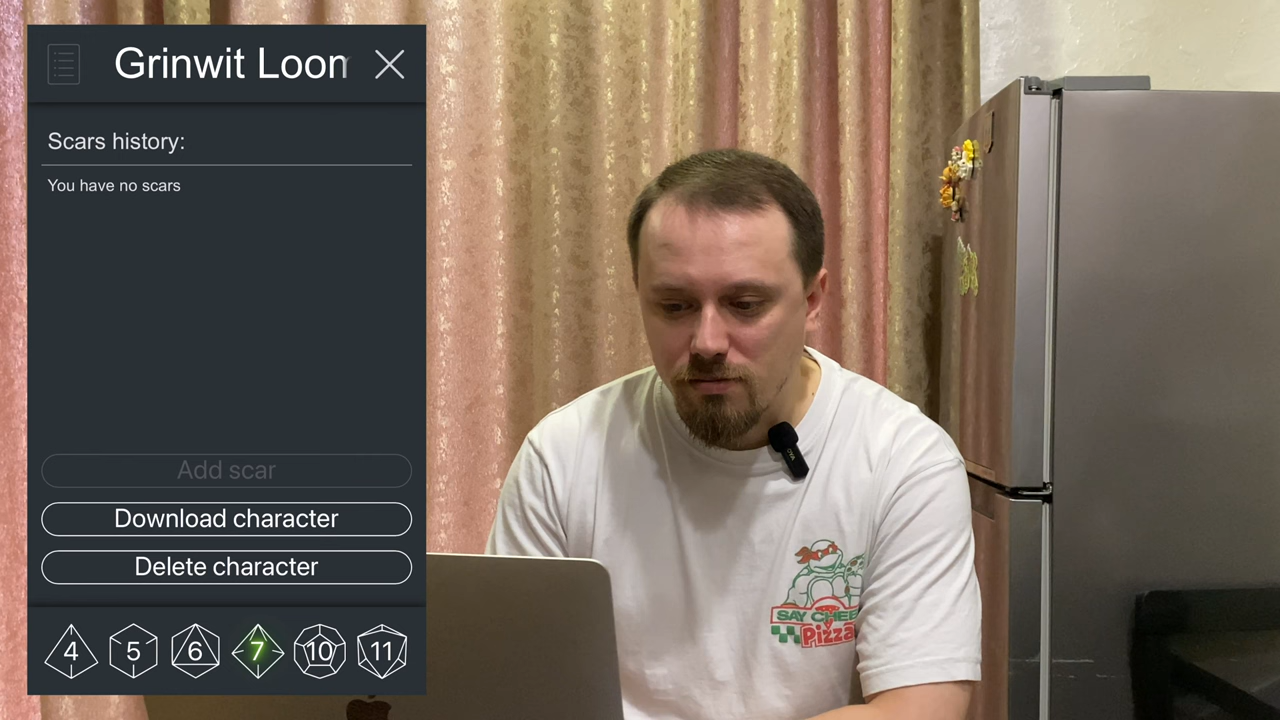 Grinwit Loon
Scars history:
You have no scars
Add scar
Download character
Delete character
4 5 6 7 10 11
SAY CHEE
Pizza